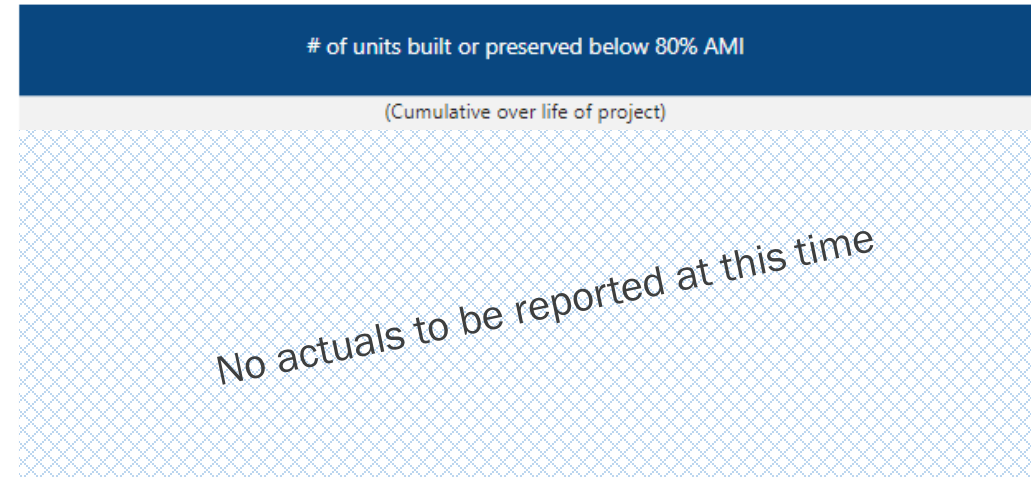 # of units built or preserved below 80% AMI
(Cumulative over life of project)
No actuals to be reported at this time